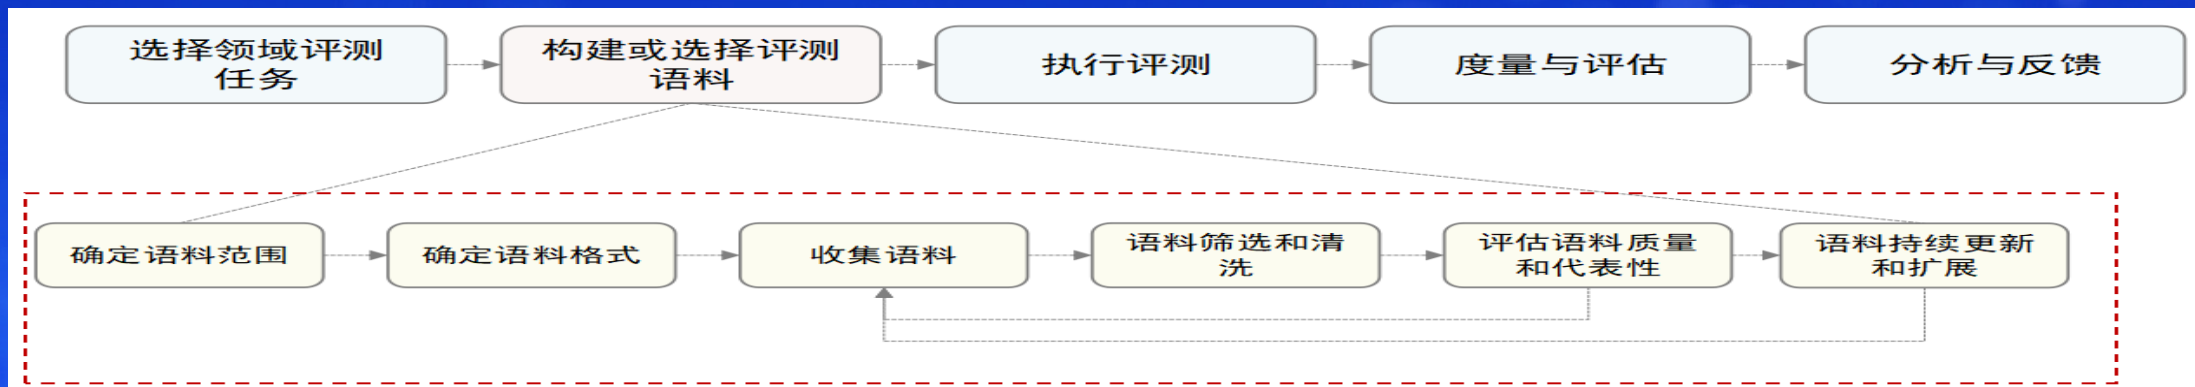 选择领域评测
任务
构建或选择评测
语料
执行评测
度量与评估
分析与反馈
确定语料范围
确定语料格式
收集语料
语料筛选和清
洗
评估语料质量
和代表性
语料持续更新
和扩展